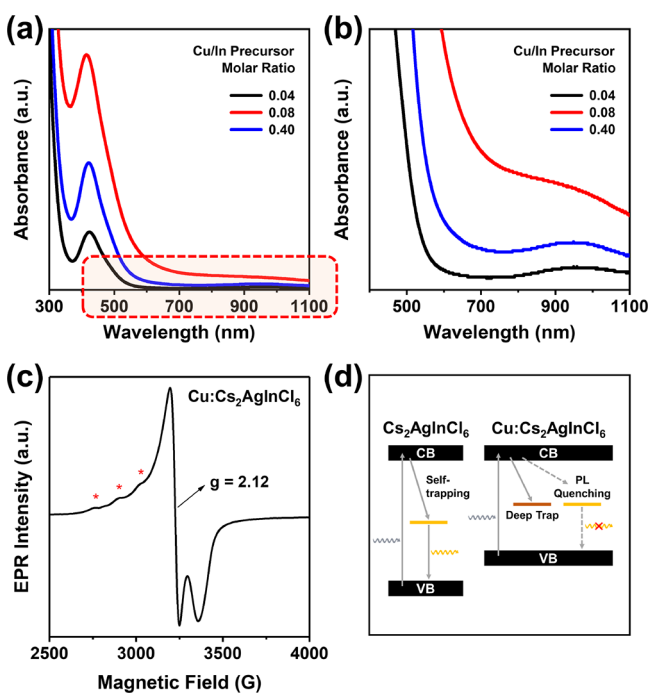 (a)
Absorbance (a.u.)
Cu/In Precursor
Molar Ratio
0.04
0.08
0.40
300 500 700 900 1100
Wavelength (nm)
(b)
Absorbance (a.u.)
Cu/In Precursor
Molar Ratio
0.04
0.08
0.40
500 700 900 1100
Wavelength (nm)
(c)
EPR Intensity (a.u.)
Cu:Cs₂AgInCl₆
* * *
g = 2.12
2500 3000 3500 4000
Magnetic Field (G)
(d)
Cs₂AgInCl₆
CB
Self-
trapping
VB
Cu:Cs₂AgInCl₆
CB
PL
Quenching
Deep Trap
VB